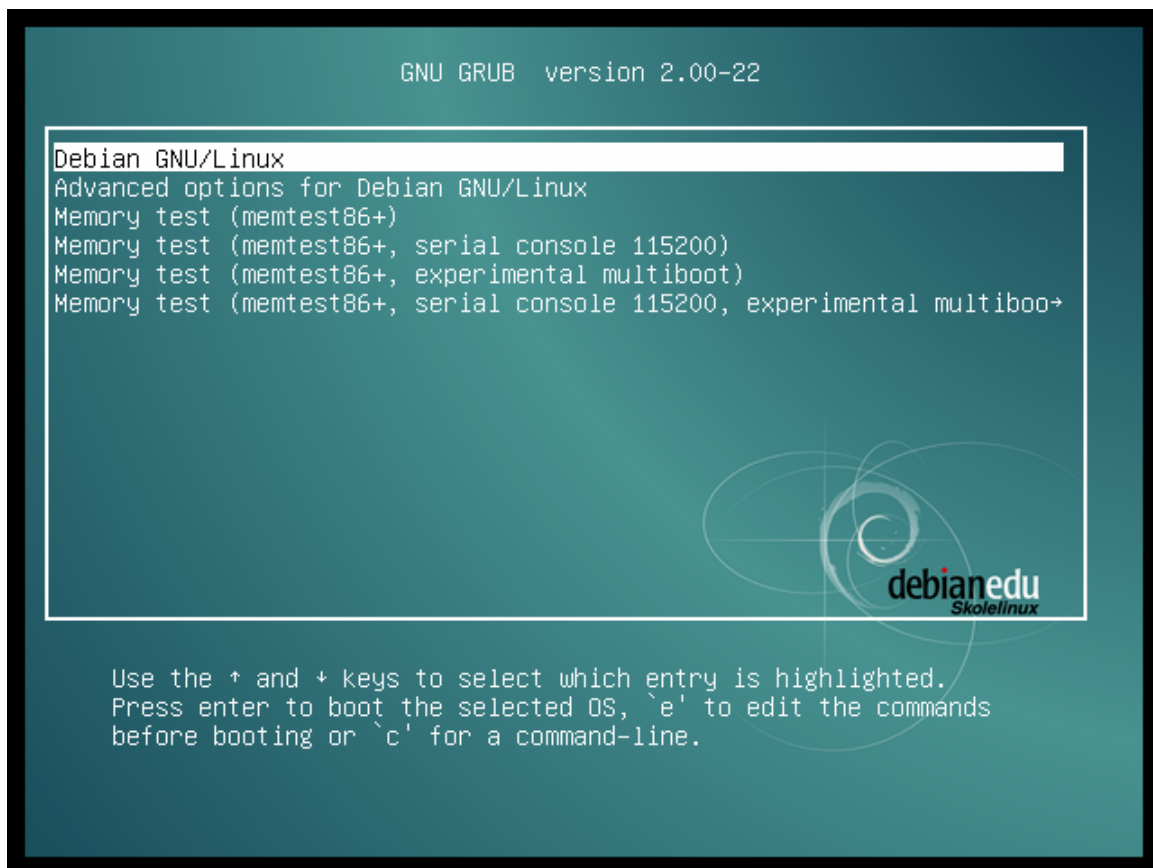 GNU GRUB  version 2.00-22
Debian GNU/Linux
Advanced options for Debian GNU/Linux
Memory test (memtest86+)
Memory test (memtest86+, serial console 115200)
Memory test (memtest86+, experimental multiboot)
Memory test (memtest86+, serial console 115200, experimental multiboo→
debianedu
Skolelinux
Use the ↑ and ↓ keys to select which entry is highlighted.
Press enter to boot the selected OS, `e' to edit the commands
before booting or `c' for a command-line.